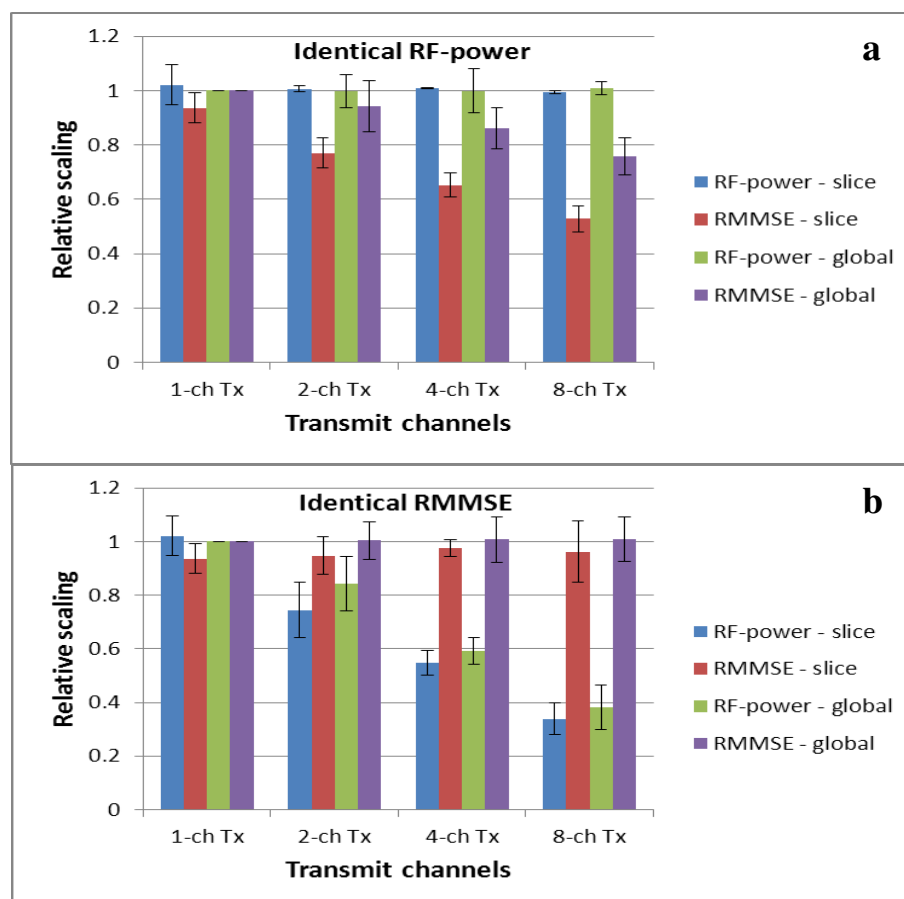 Identical RF-power
a
1.2
1
0.8
0.6
0.4
0.2
0
Relative scaling
1-ch Tx
2-ch Tx
4-ch Tx
8-ch Tx
Transmit channels
RF-power - slice
RMMSE - slice
RF-power - global
RMMSE - global
Identical RMMSE
b
1.2
1
0.8
0.6
0.4
0.2
0
Relative scaling
1-ch Tx
2-ch Tx
4-ch Tx
8-ch Tx
Transmit channels
RF-power - slice
RMMSE - slice
RF-power - global
RMMSE - global